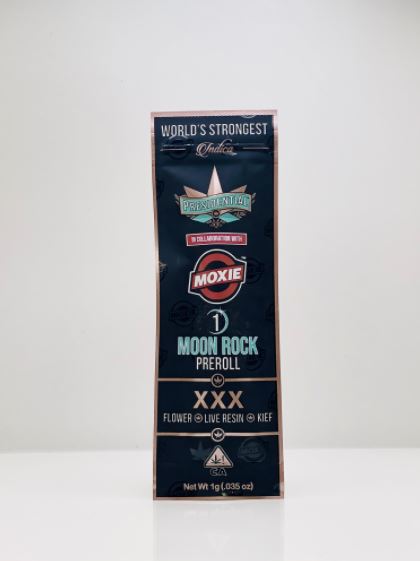 WORLD'S STRONGEST
Indica
PRESIDENTIAL
IN COLLABORATION WITH
MOXIE
1
MOON ROCK
PREROLL
XXX
FLOWER LIVE RESIN KIEF
CA
Net Wt 1g (.035 oz)